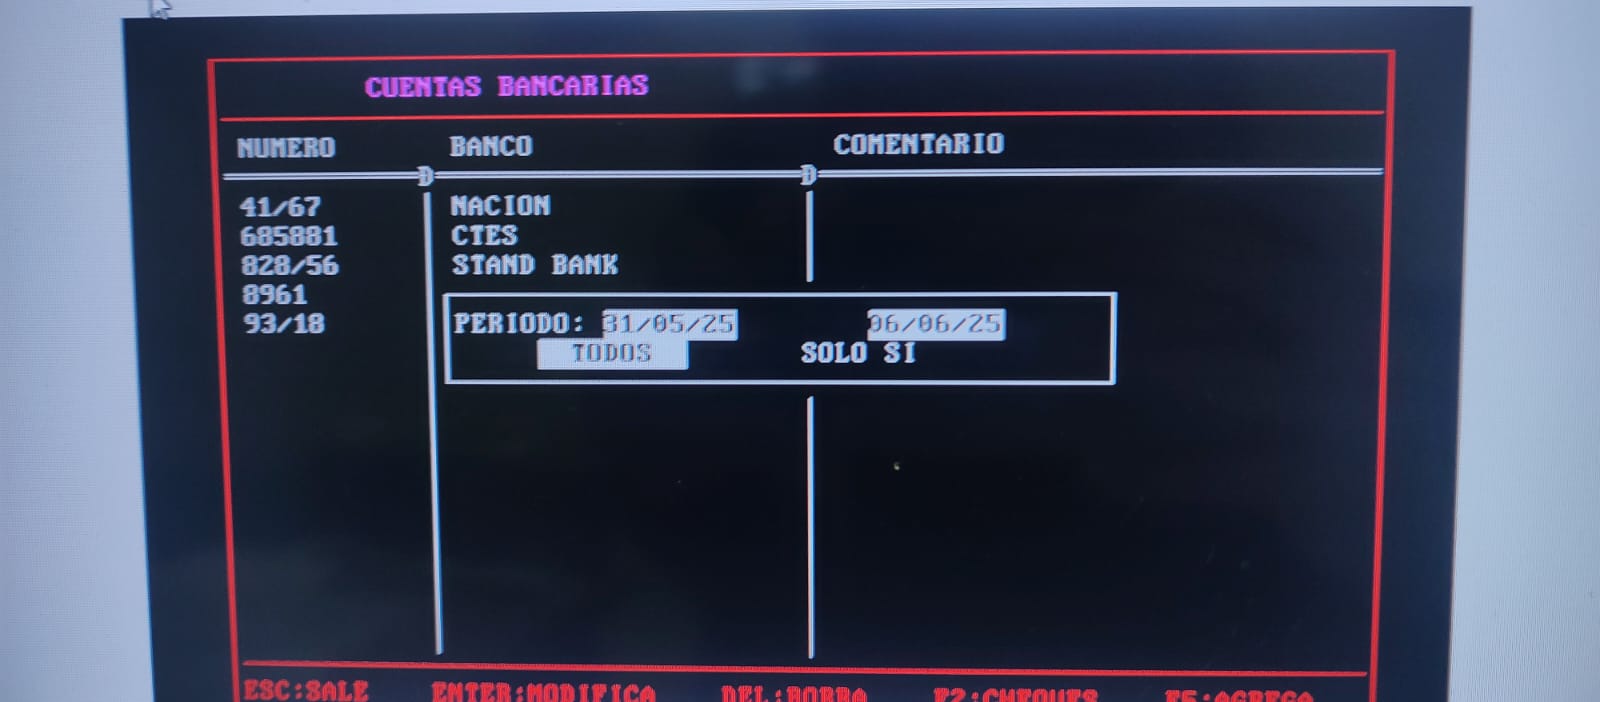 CUENTAS BANCARIAS
NUMERO BANCO COMENTARIO
41/67 NACION
685881 CTES
828/56 STAND BANK
8961
93/18 PERIODO: 31/05/25 06/06/25
TODOS SOLO SI
ESC:SALE ENTER:MODIFICA DEL:BORRA F2:CHEQUES F5:AGREGA